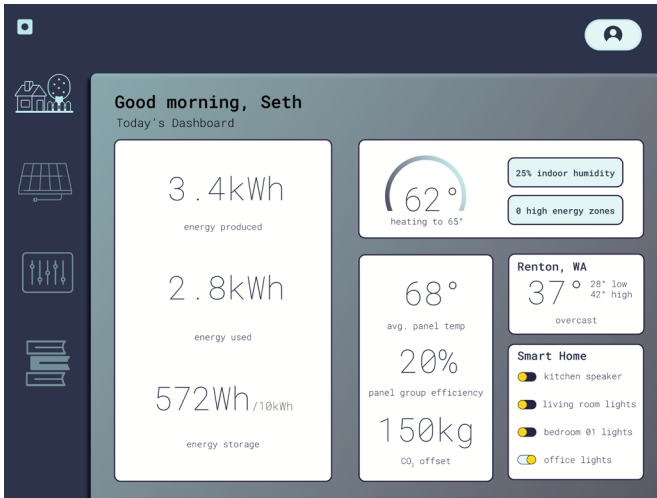 Good morning, Seth
Today's Dashboard
3.4kWh
energy produced
2.8kWh
energy used
572Wh/10kWh
energy storage
62°
heating to 65°
25% indoor humidity
0 high energy zones
68°
avg. panel temp
20%
panel group efficiency
150kg
CO₂ offset
Renton, WA
37°
28° low
42° high
overcast
Smart Home
kitchen speaker
living room lights
bedroom 01 lights
office lights